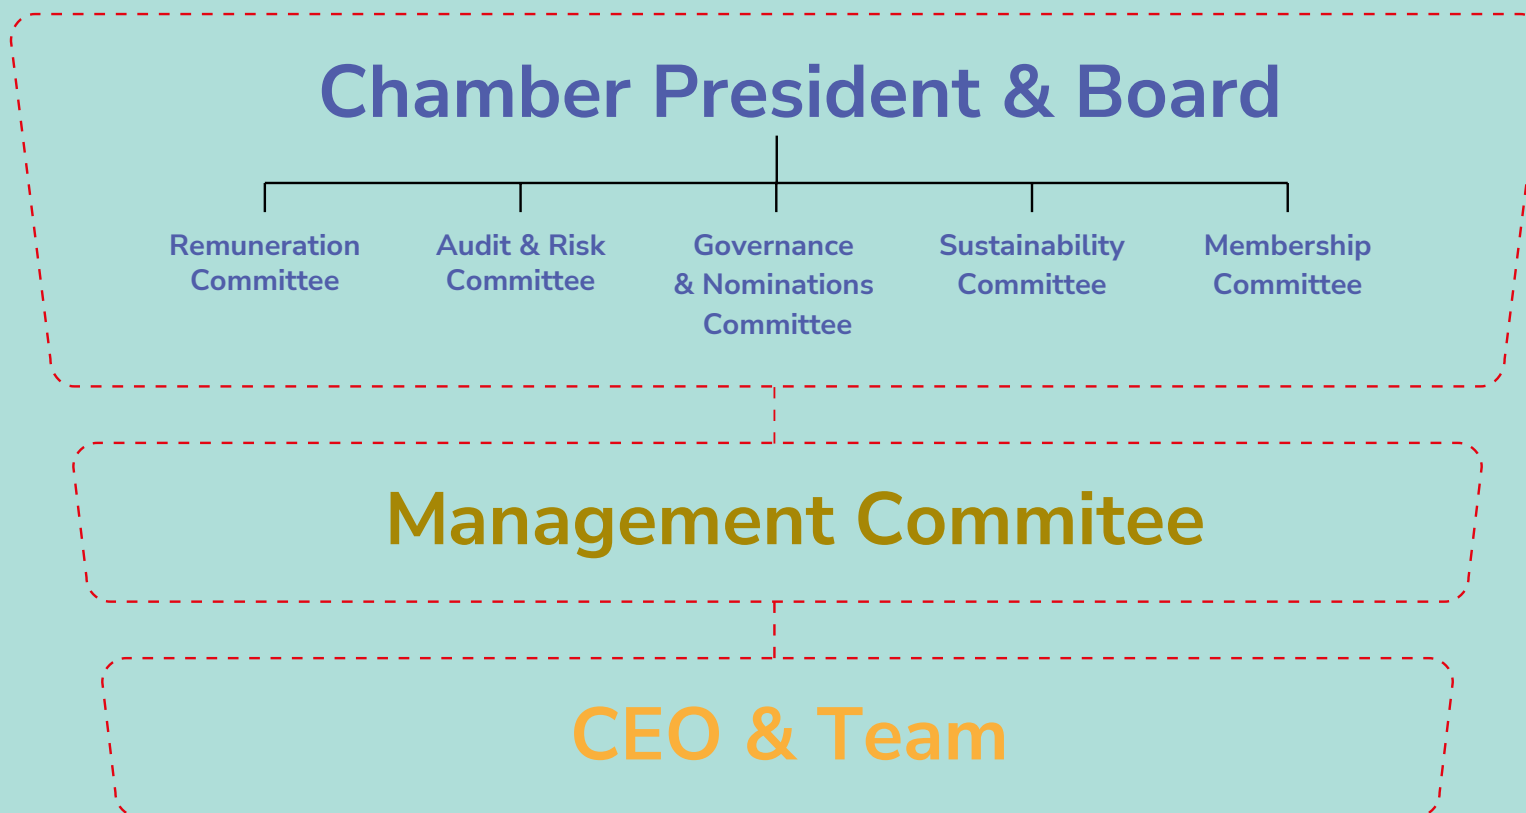 Chamber President & Board
Remuneration
Committee
Audit & Risk
Committee
Governance
& Nominations
Committee
Sustainability
Committee
Membership
Committee
Management Commitee
CEO & Team